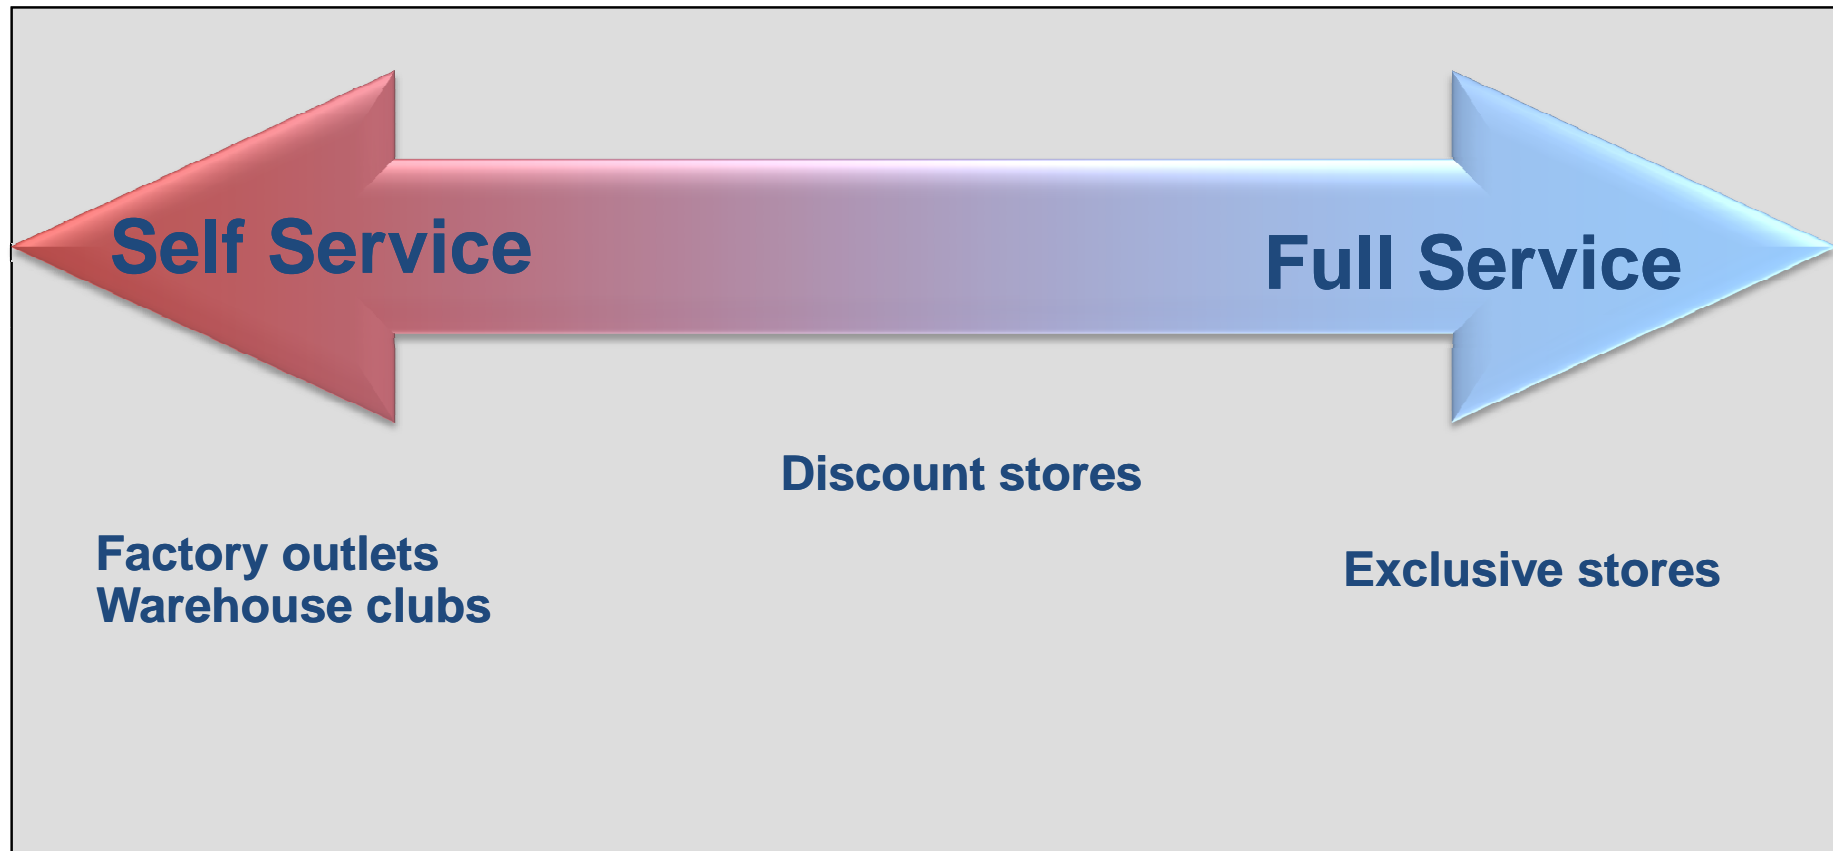 Self Service
Full Service
Discount stores
Factory outlets
Warehouse clubs
Exclusive stores